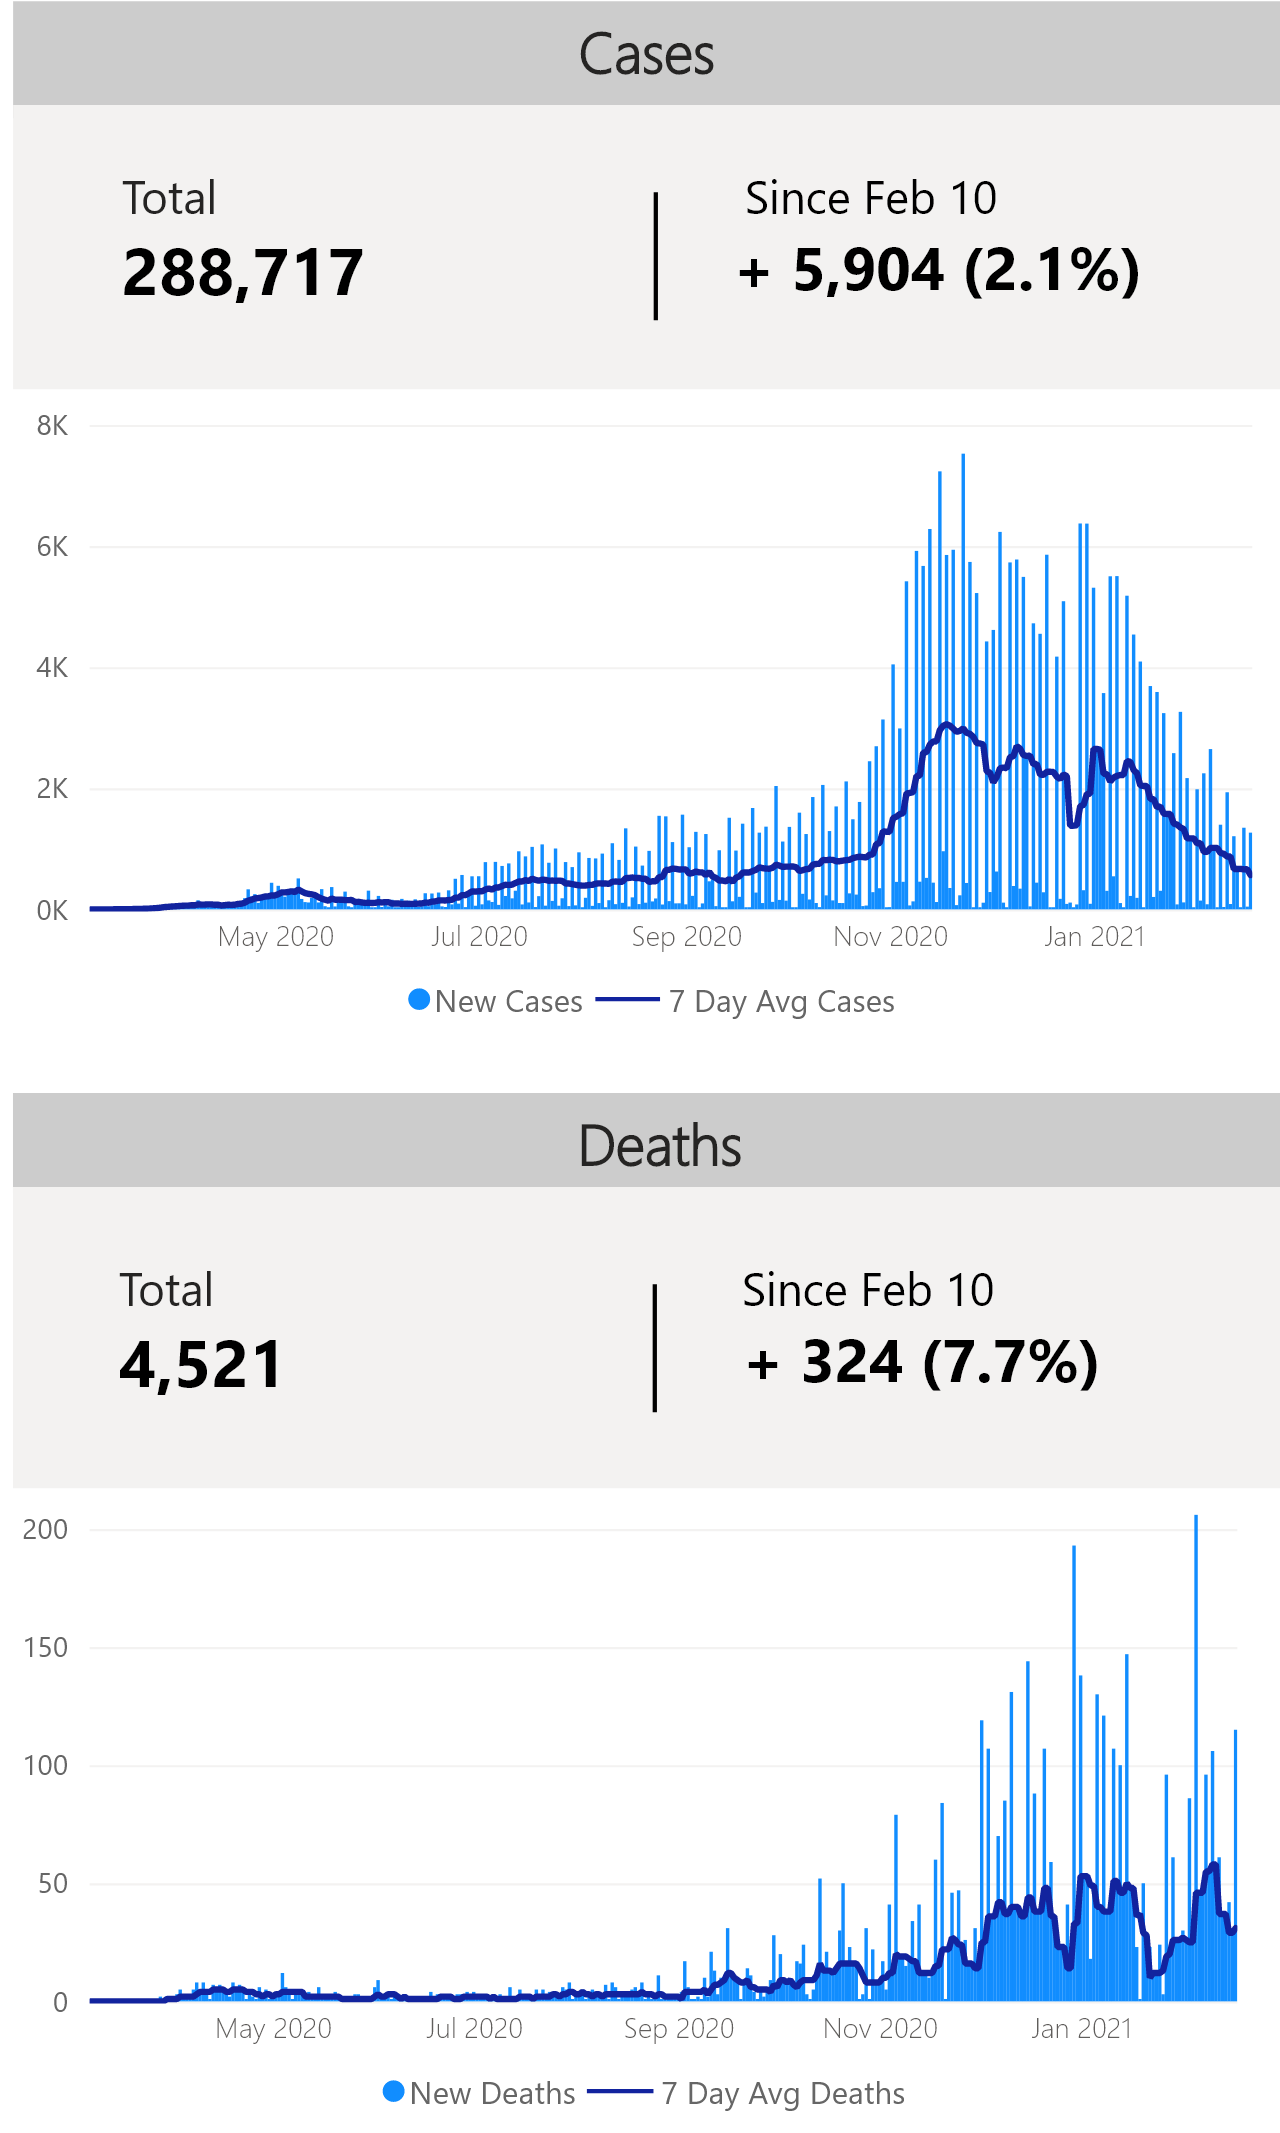 Cases
Total
Since Feb 10
288,717
+ 5,904 (2.1%)
8K
6K
4K
2K
0K
May 2020
Jul 2020
Sep 2020
Nov 2020
Jan 2021
New Cases
7 Day Avg Cases
Deaths
Total
Since Feb 10
4,521
+ 324 (7.7%)
200
150
100
50
0
May 2020
Jul 2020
Sep 2020
Nov 2020
Jan 2021
New Deaths
7 Day Avg Deaths